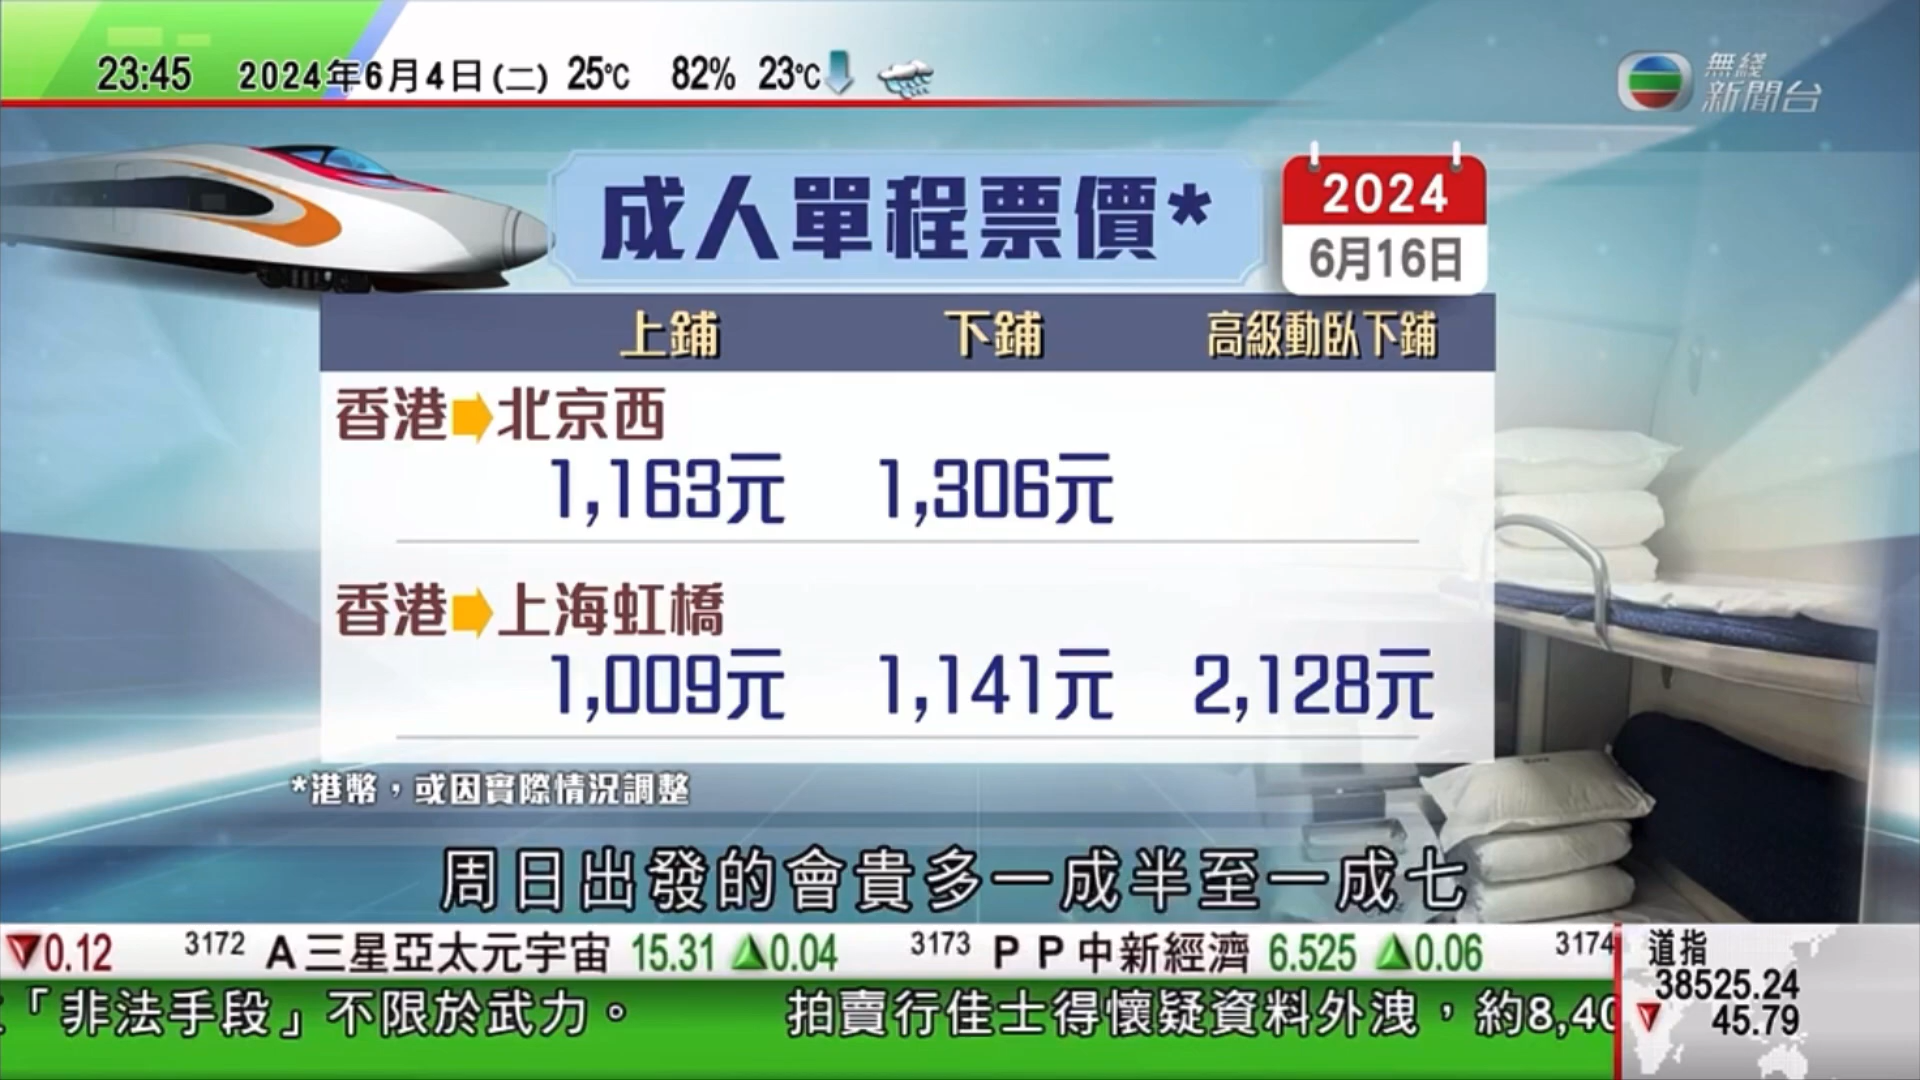 23:45 2024年6月4日(二) 25℃ 82% 23℃
無綫
新聞台
成人單程票價*
2024
6月16日
上鋪 下鋪 高級動臥下鋪
香港 北京西
1,163元 1,306元
香港 上海虹橋
1,009元 1,141元 2,128元
*港幣，或因實際情況調整
周日出發的會貴多一成半至一成七
0.12 3172 A三星亞太元宇宙 15.31 0.04 3173 PP中新經濟 6.525 0.06 3174
「非法手段」不限於武力。 拍賣行佳士得懷疑資料外洩，約8,40
道指
38525.24
45.79